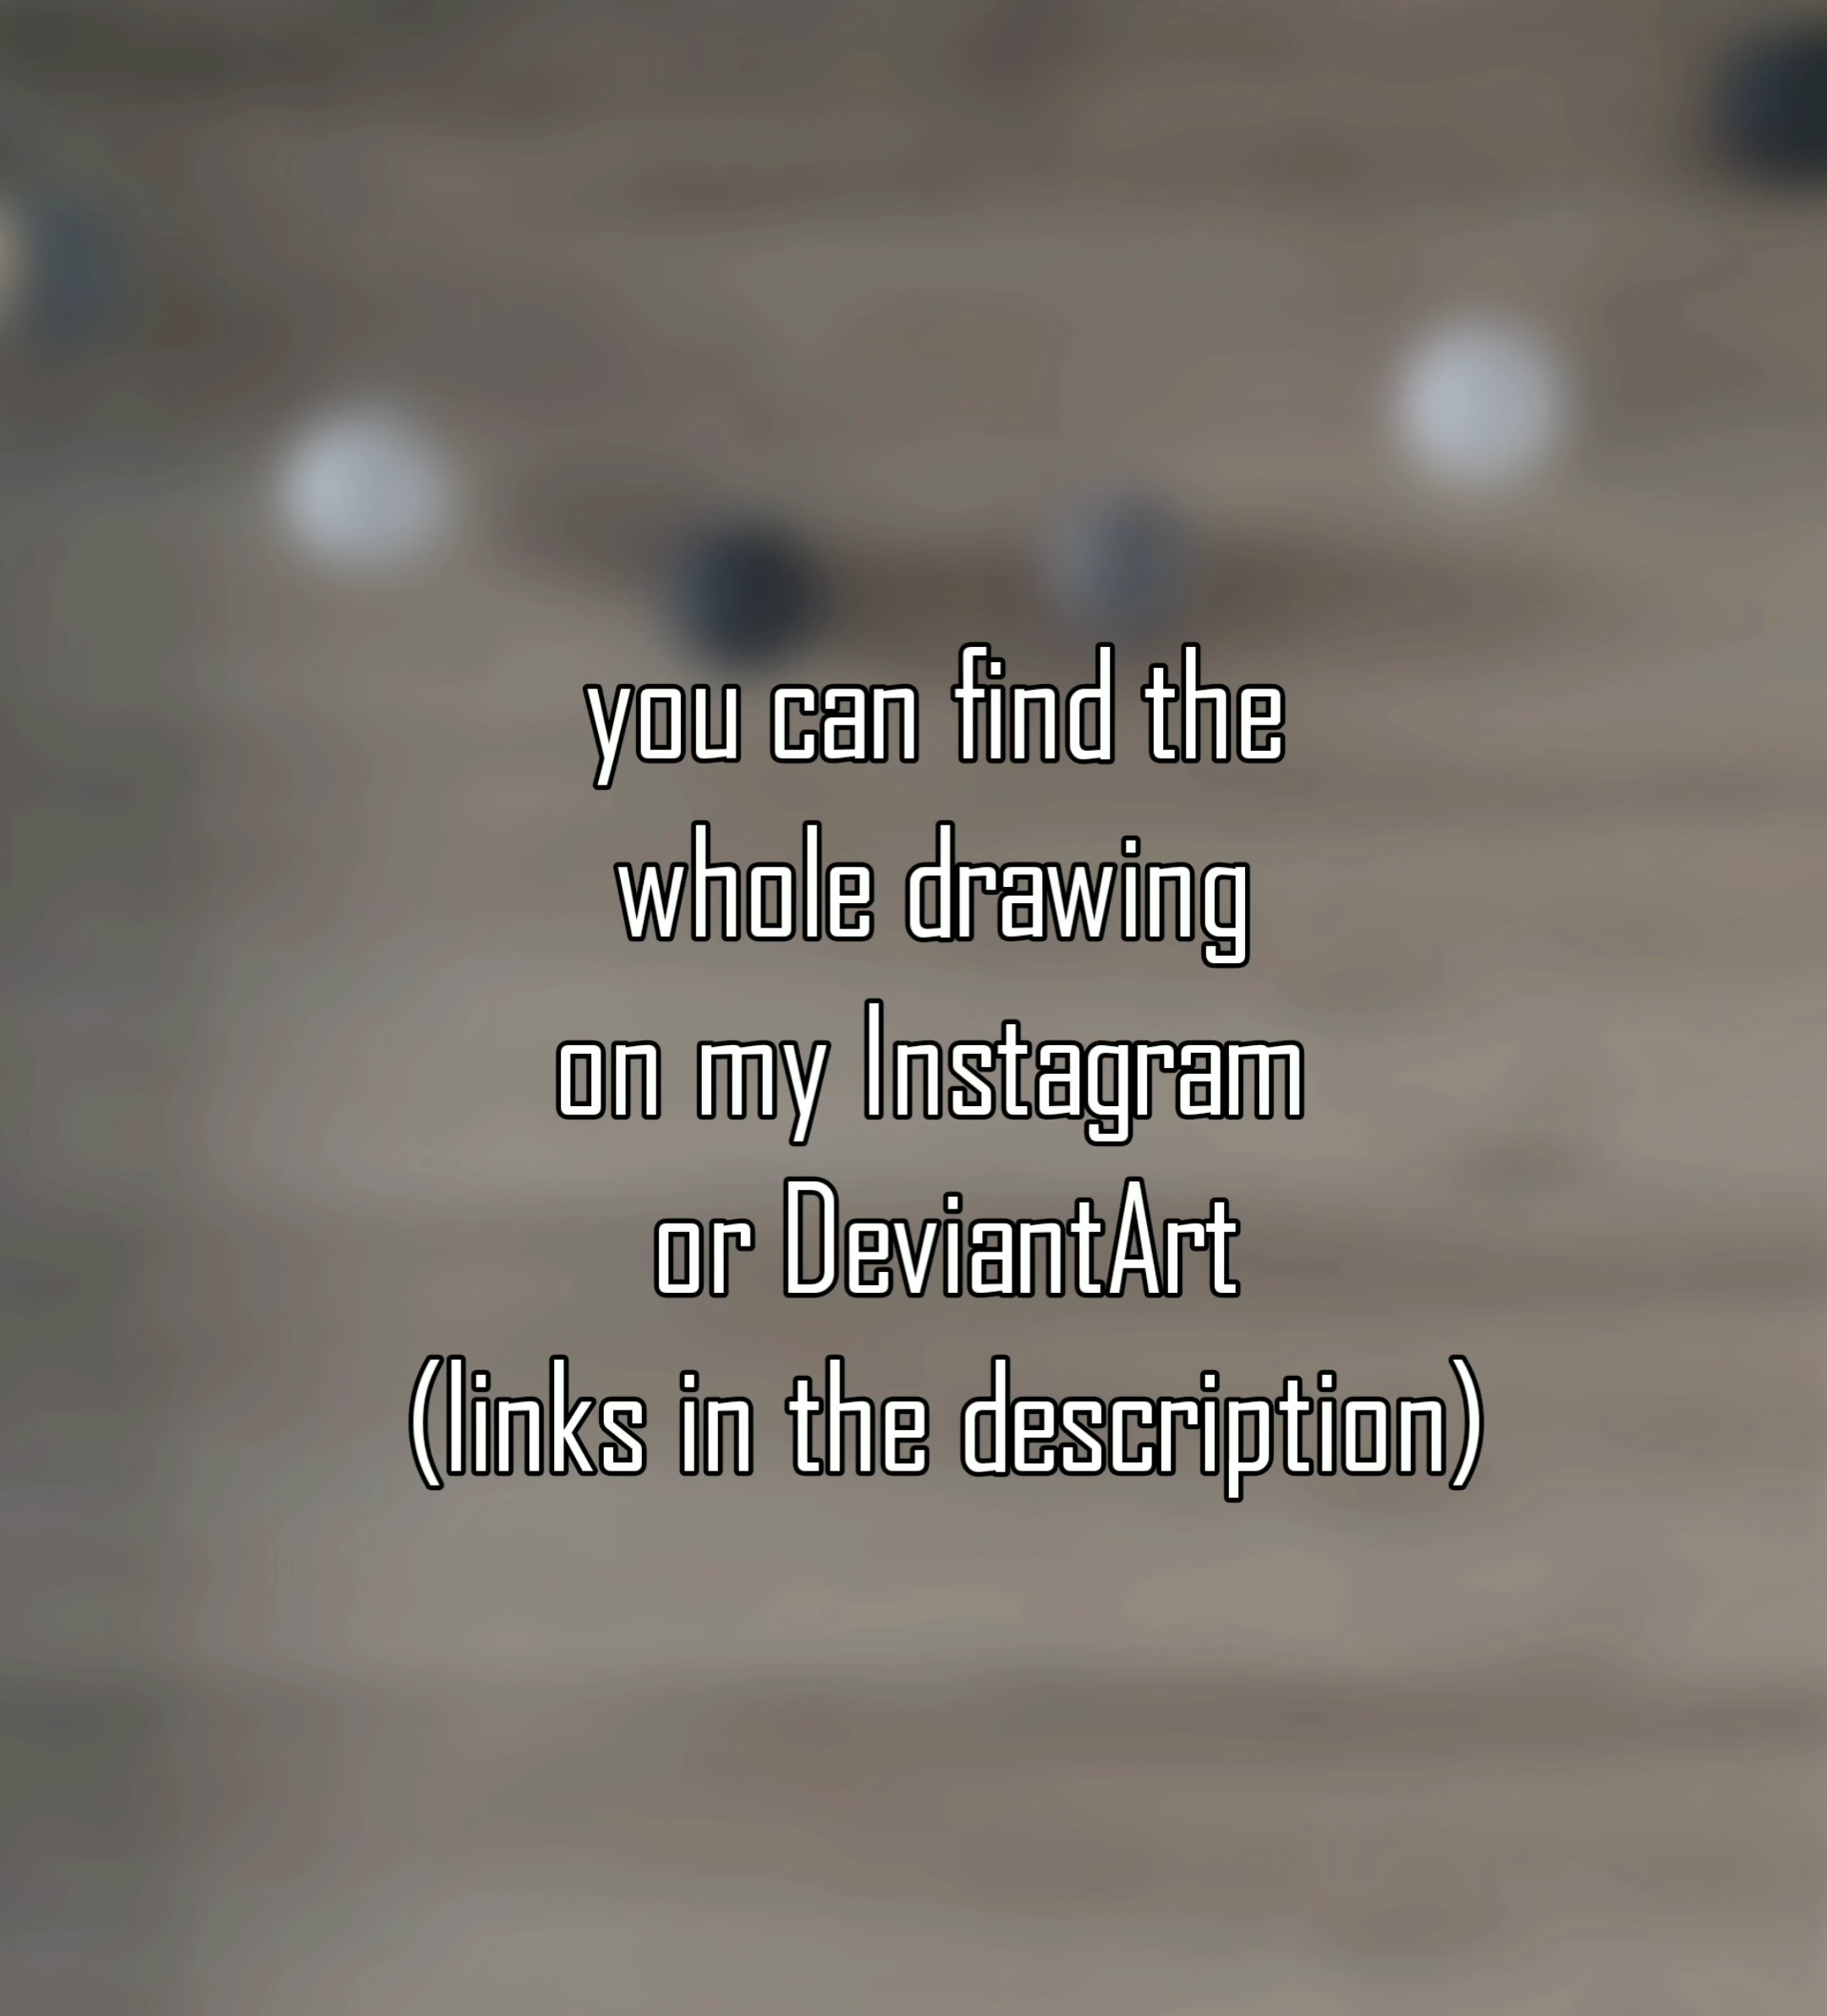 you can find the
whole drawing
on my Instagram
or DeviantArt
(links in the description)